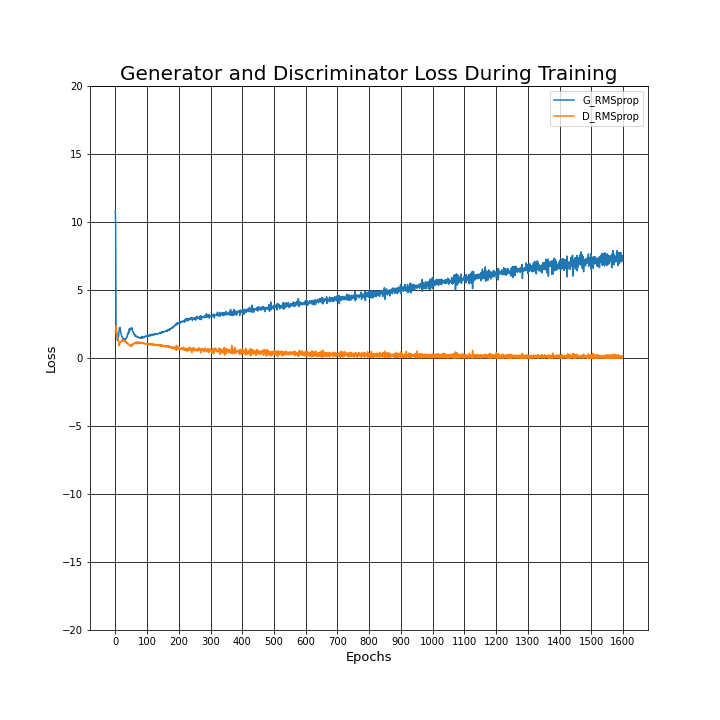 Generator and Discriminator Loss During Training
G_RMSprop
D_RMSprop
20
15
10
5
0
−5
−10
−15
−20
Loss
0 100 200 300 400 500 600 700 800 900 1000 1100 1200 1300 1400 1500 1600
Epochs